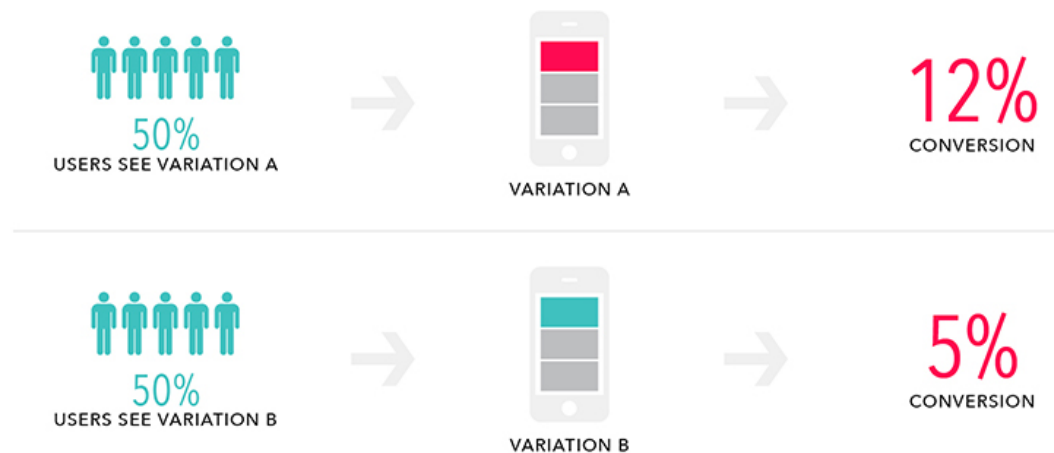 50%
USERS SEE VARIATION A
VARIATION A
12%
CONVERSION
50%
USERS SEE VARIATION B
VARIATION B
5%
CONVERSION